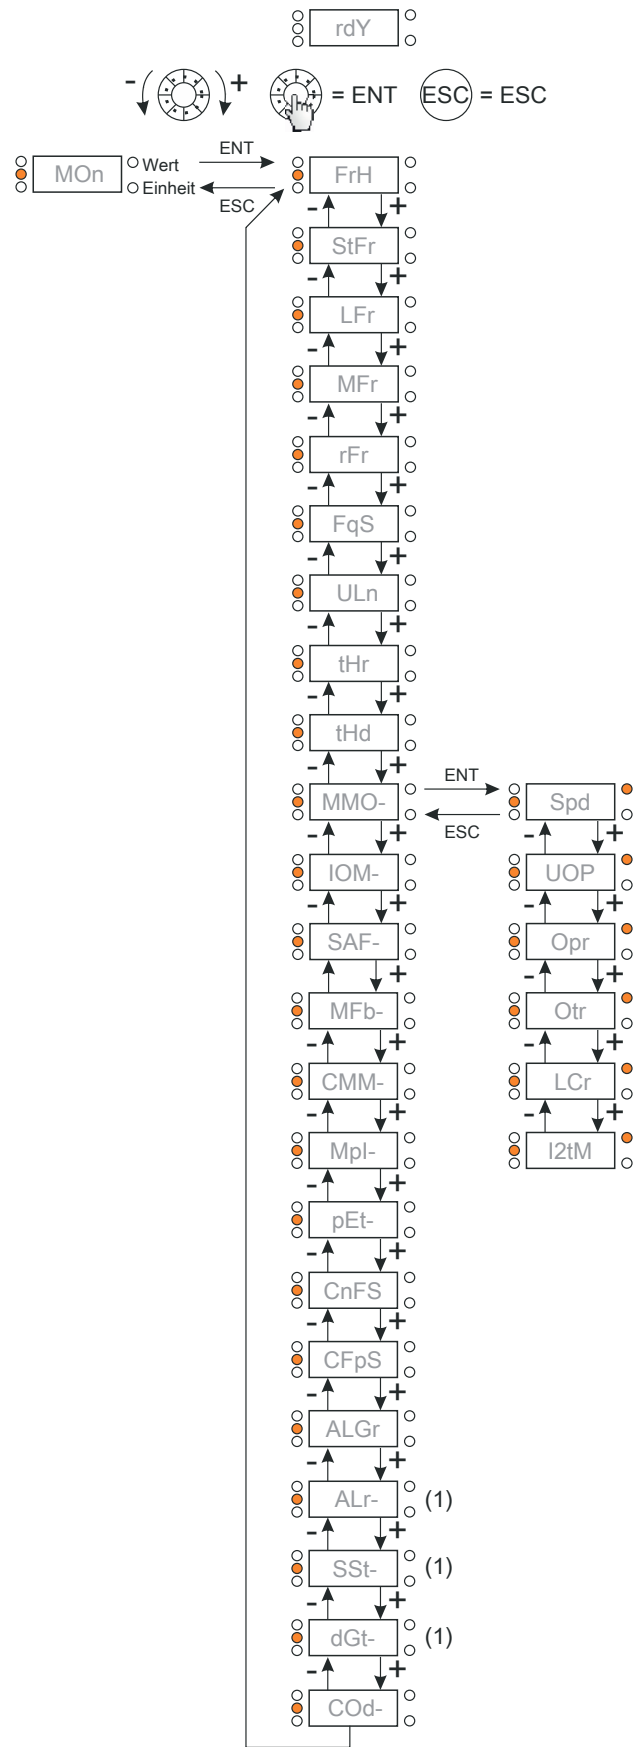 rdY
- + = ENT ESC = ESC
MOn Wert ENT FrH
Einheit ESC
- +
StFr
- +
LFr
- +
MFr
- +
rFr
- +
FqS
- +
ULn
- +
tHr
- +
tHd
- +
MMO- ENT Spd
ESC
- + - +
IOM- UOP
- + - +
SAF- Opr
- + - +
MFb- Otr
- + - +
CMM- LCr
- + - +
MpI- I2tM
- +
pEt-
- +
CnFS
- +
CFpS
- +
ALGr
- +
ALr- (1)
- +
SSt- (1)
- +
dGt- (1)
- +
COd-